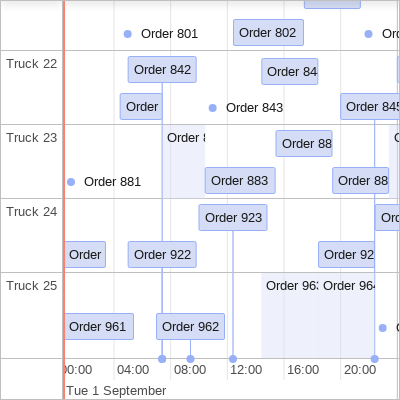 Order 801
Order 802
Truck 22
Order 842
Order 84
Order
Order 843
Order 845
Truck 23
Order
Order 88
Order 881
Order 883
Order 88
Truck 24
Order 923
Order
Order 922
Order 92
Truck 25
Order 963
Order 964
Order 961
Order 962
00:00 04:00 08:00 12:00 16:00 20:00
Tue 1 September